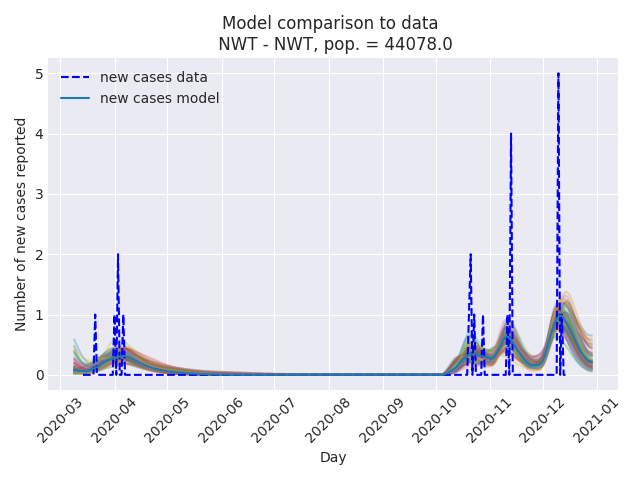 Model comparison to data
NWT - NWT, pop. = 44078.0
new cases data
new cases model
Number of new cases reported
5
4
3
2
1
0
2020-03
2020-04
2020-05
2020-06
2020-07
2020-08
2020-09
2020-10
2020-11
2020-12
2021-01
Day